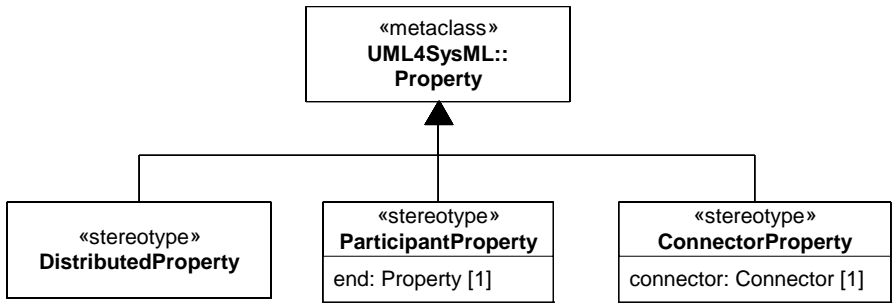 «metaclass»
UML4SysML::
Property
«stereotype»
DistributedProperty
«stereotype»
ParticipantProperty
end: Property [1]
«stereotype»
ConnectorProperty
connector: Connector [1]